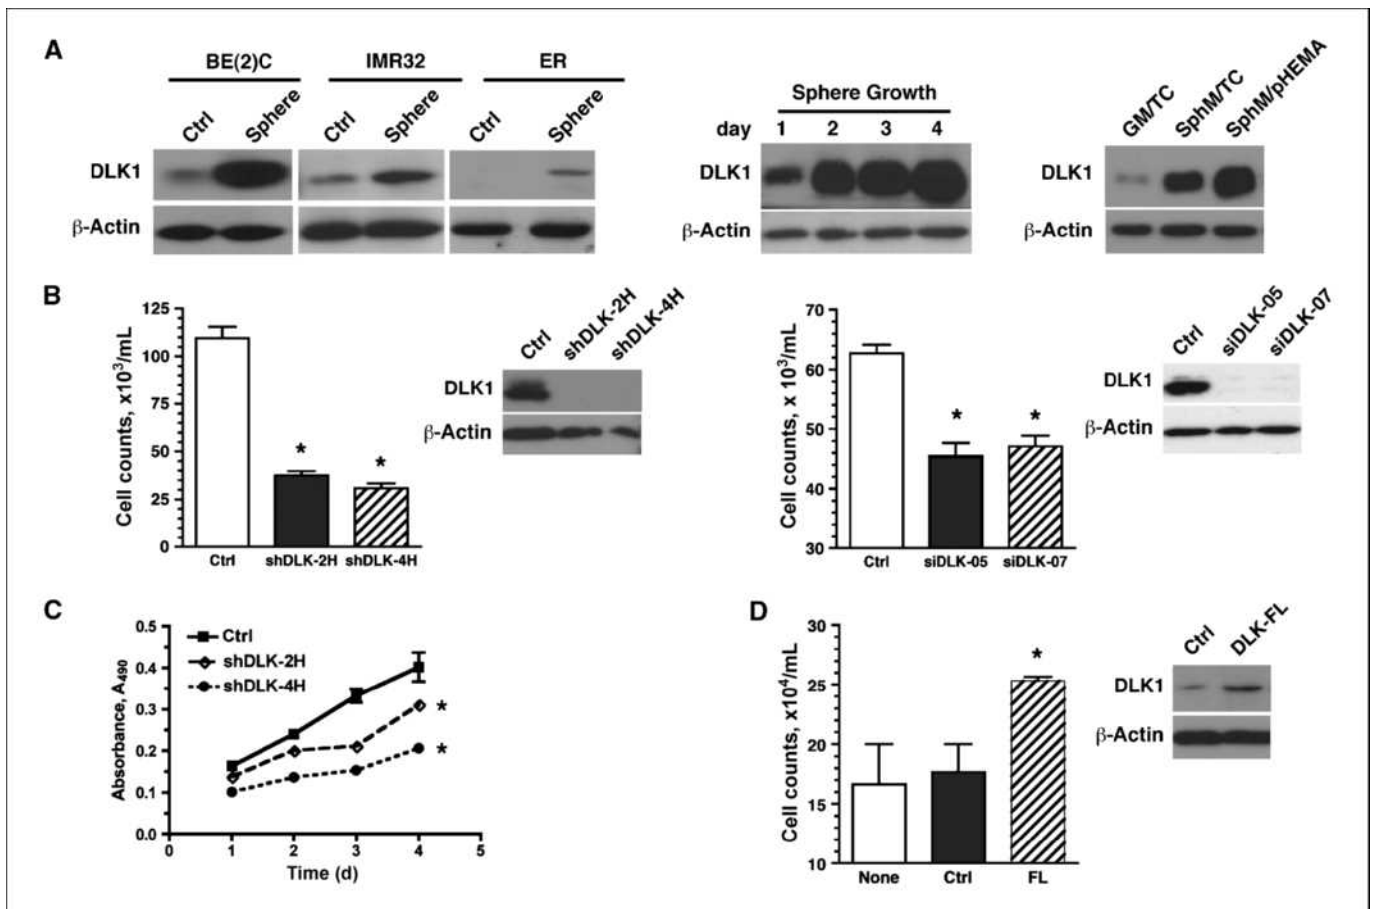 A
BE(2)C IMR32 ER
Ctrl Sphere Ctrl Sphere Ctrl Sphere
DLK1
β-Actin
Sphere Growth
day 1 2 3 4
DLK1
β-Actin
GM/TC SphM/TC SphM/pHEMA
DLK1
β-Actin
B
Cell counts, x10³/mL
125
100
75
50
25
0
* *
Ctrl shDLK-2H shDLK-4H
Ctrl shDLK-2H shDLK-4H
DLK1
β-Actin
Cell counts, x 10³/mL
70
60
50
40
30
* *
Ctrl siDLK-05 siDLK-07
Ctrl siDLK-05 siDLK-07
DLK1
β-Actin
C
Absorbance, A490
0.5
0.4
0.3
0.2
0.1
0.0
Ctrl
shDLK-2H
shDLK-4H
*
*
0 1 2 3 4 5
Time (d)
D
Cell counts, x10⁴/mL
30
25
20
15
10
*
None Ctrl FL
Ctrl DLK-FL
DLK1
β-Actin